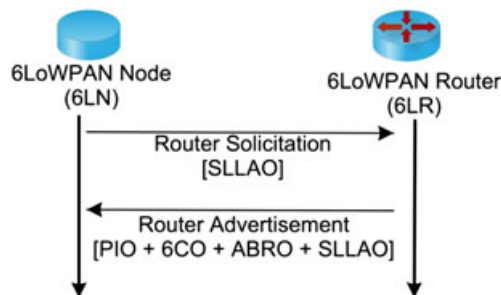 6LoWPAN Node
(6LN)
6LoWPAN Router
(6LR)
Router Solicitation
[SLLAO]
Router Advertisement
[PIO + 6CO + ABRO + SLLAO]